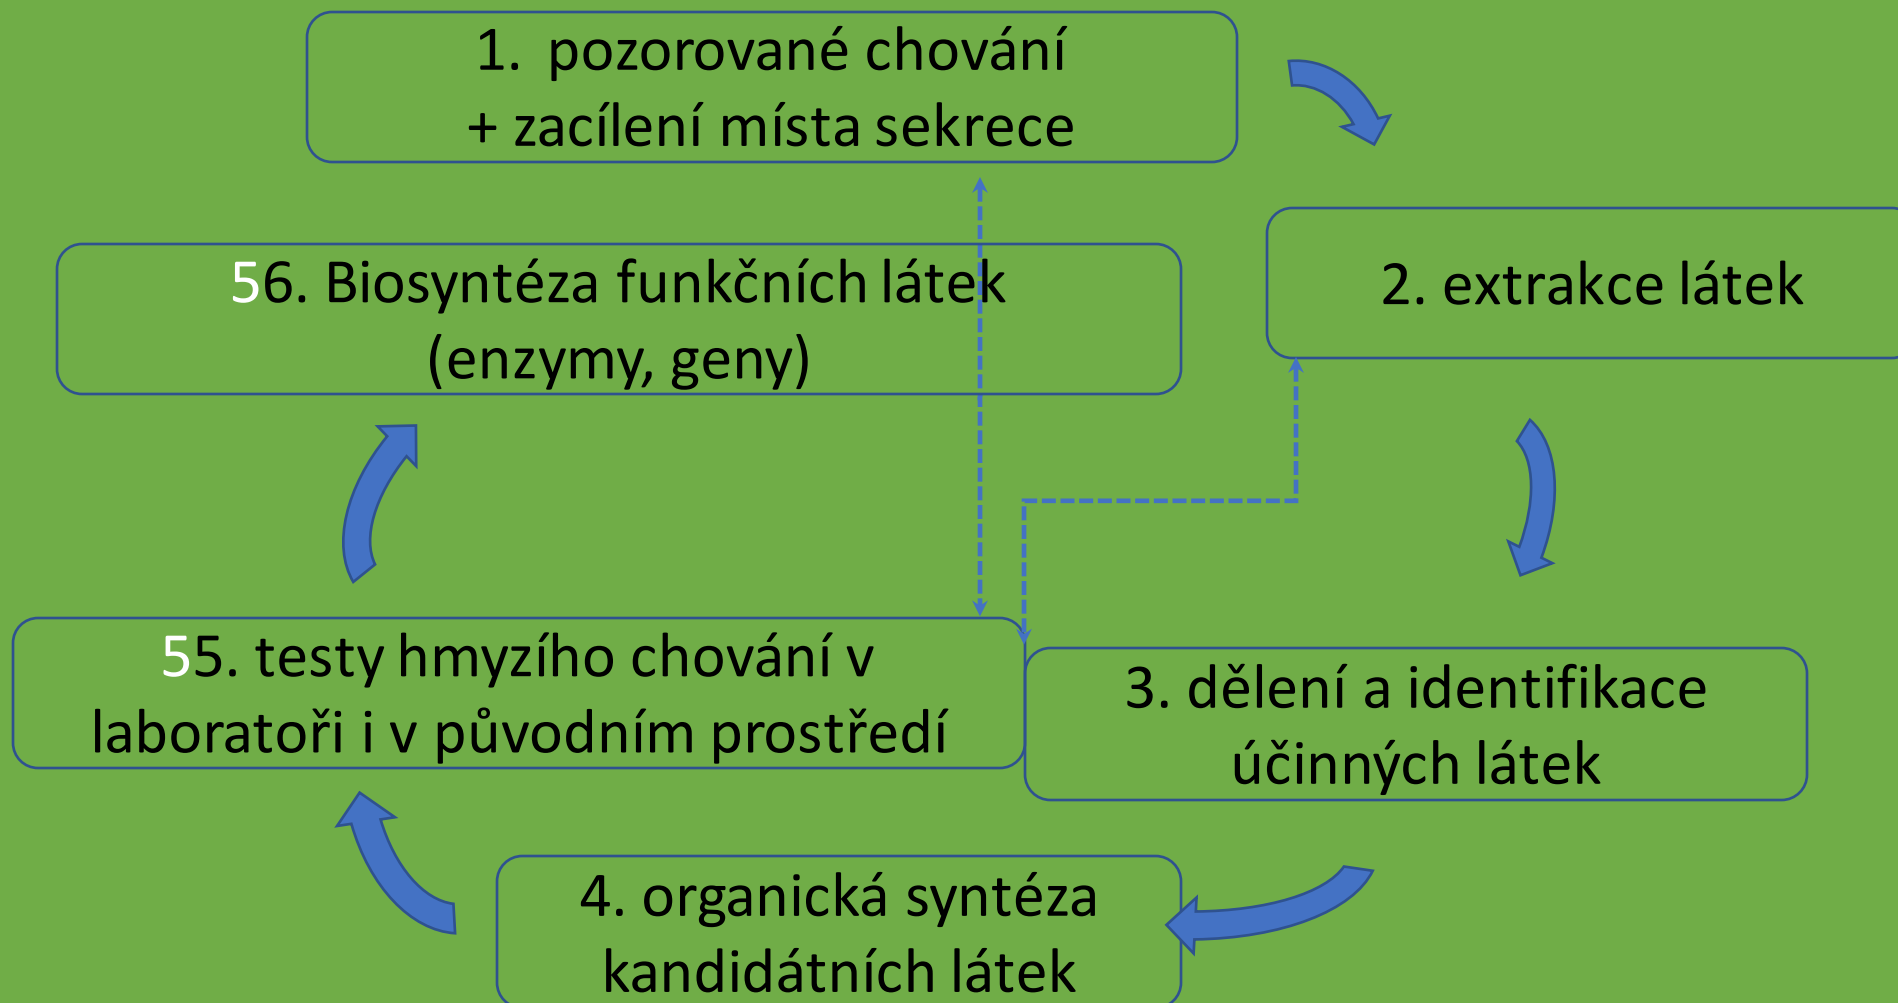 1. pozorované chování
+ zacílení místa sekrece
2. extrakce látek
3. dělení a identifikace
účinných látek
4. organická syntéza
kandidátních látek
55. testy hmyzího chování v
laboratoři i v původním prostředí
56. Biosyntéza funkčních látek
(enzymy, geny)